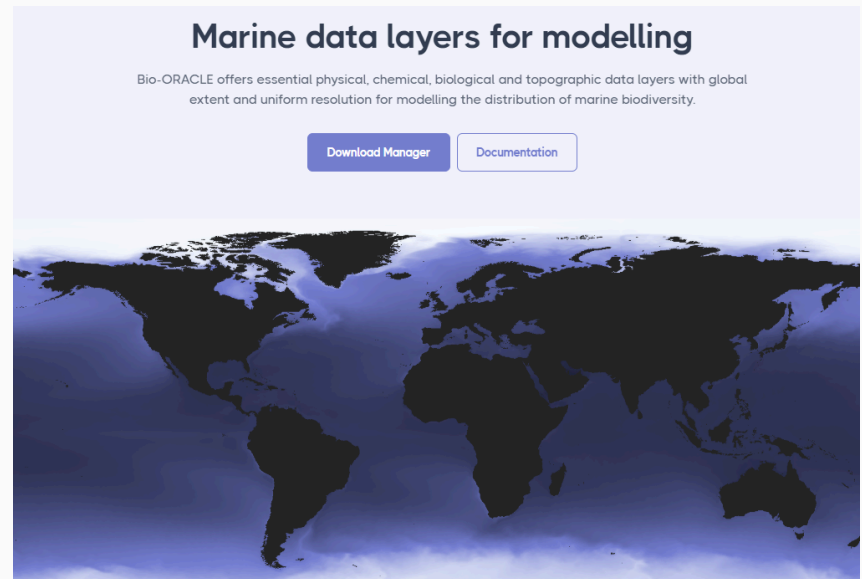 Marine data layers for modelling
Bio-ORACLE offers essential physical, chemical, biological and topographic data layers with global
extent and uniform resolution for modelling the distribution of marine biodiversity.
Download Manager
Documentation